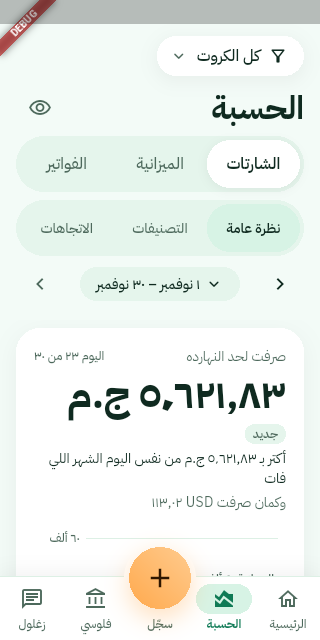 DEBUG
كل الكروت
الحسبة
الشارتات
الميزانية
الفواتير
نظرة عامة
التصنيفات
الاتجاهات
١ نوفمبر – ٣٠ نوفمبر
صرفت لحد النهارده
اليوم ٢٣ من ٣٠
٥,٦٢١,٨٣ ج.م
جديد
أكتر بـ ٥,٦٢١,٨٣ ج.م من نفس اليوم الشهر اللي
فات
وكمان صرفت USD ١١٣,٠٢
٦٠ ألف
الرئيسية
الحسبة
سجّل
فلوسي
زغلول